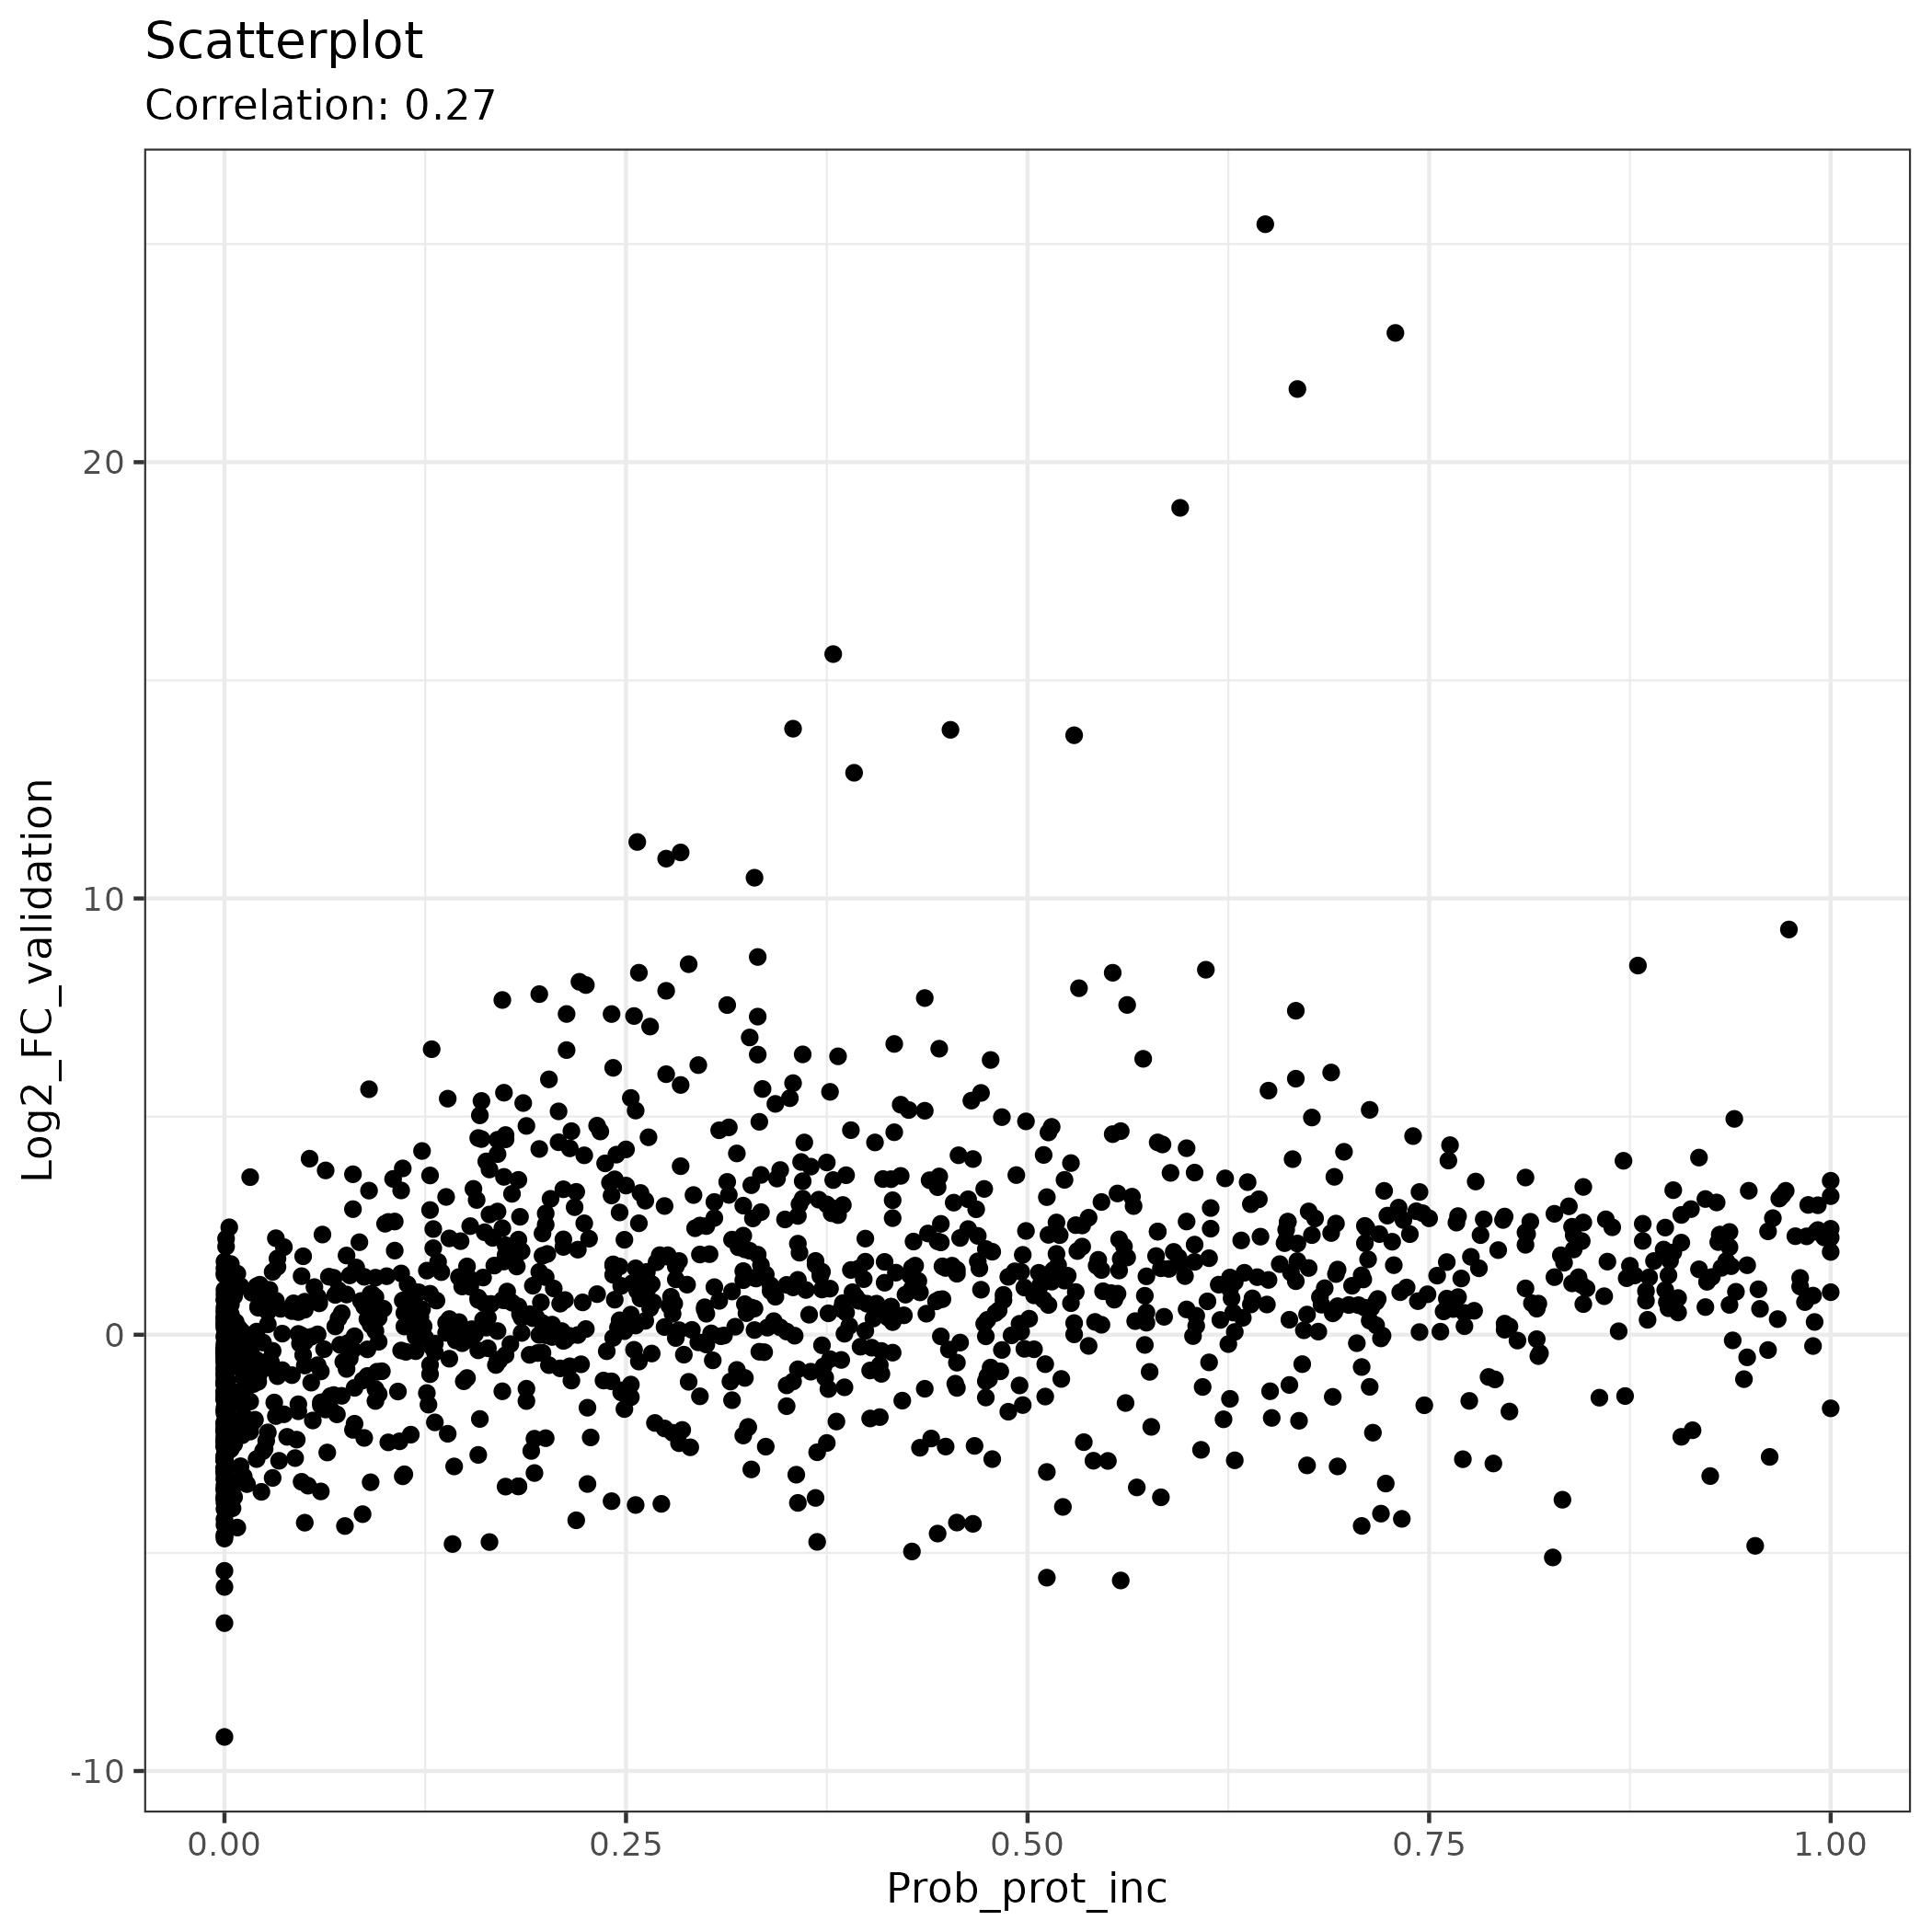 Scatterplot
Correlation: 0.27
Log2_FC_validation
20
10
0
-10
0.00 0.25 0.50 0.75 1.00
Prob_prot_inc